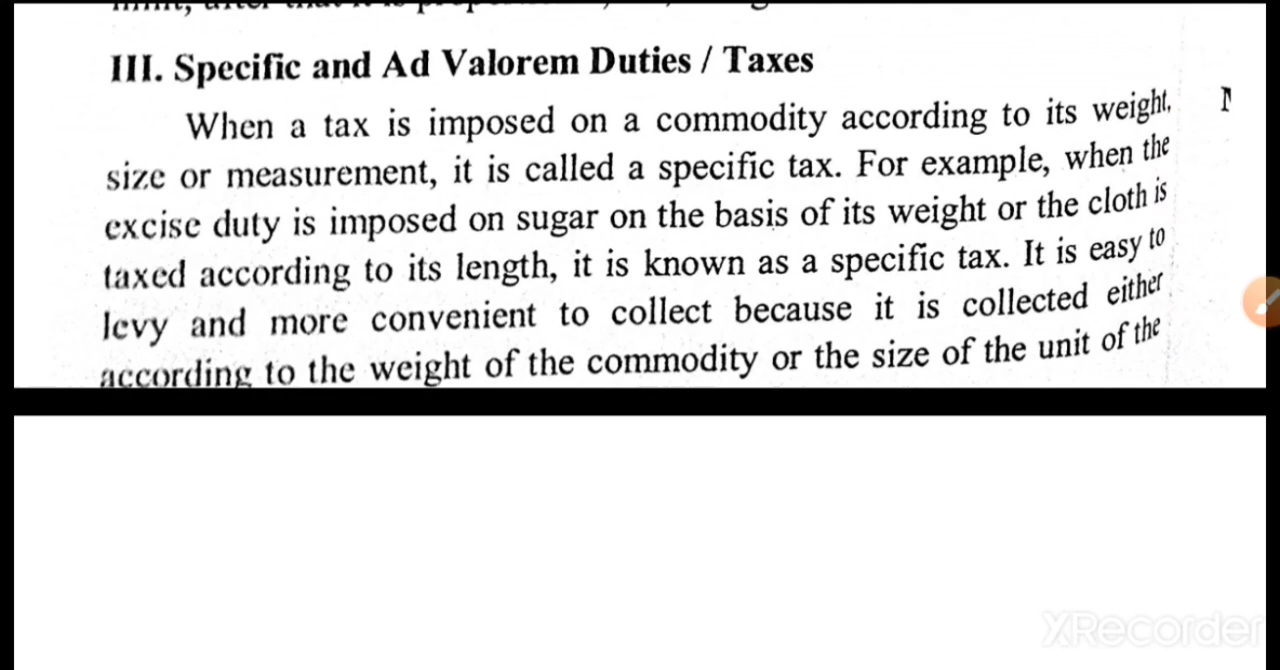 III. Specific and Ad Valorem Duties / Taxes
When a tax is imposed on a commodity according to its weight,
size or measurement, it is called a specific tax. For example, when the
excise duty is imposed on sugar on the basis of its weight or the cloth is
taxed according to its length, it is known as a specific tax. It is easy to
levy and more convenient to collect because it is collected either
according to the weight of the commodity or the size of the unit of the
XRecorder